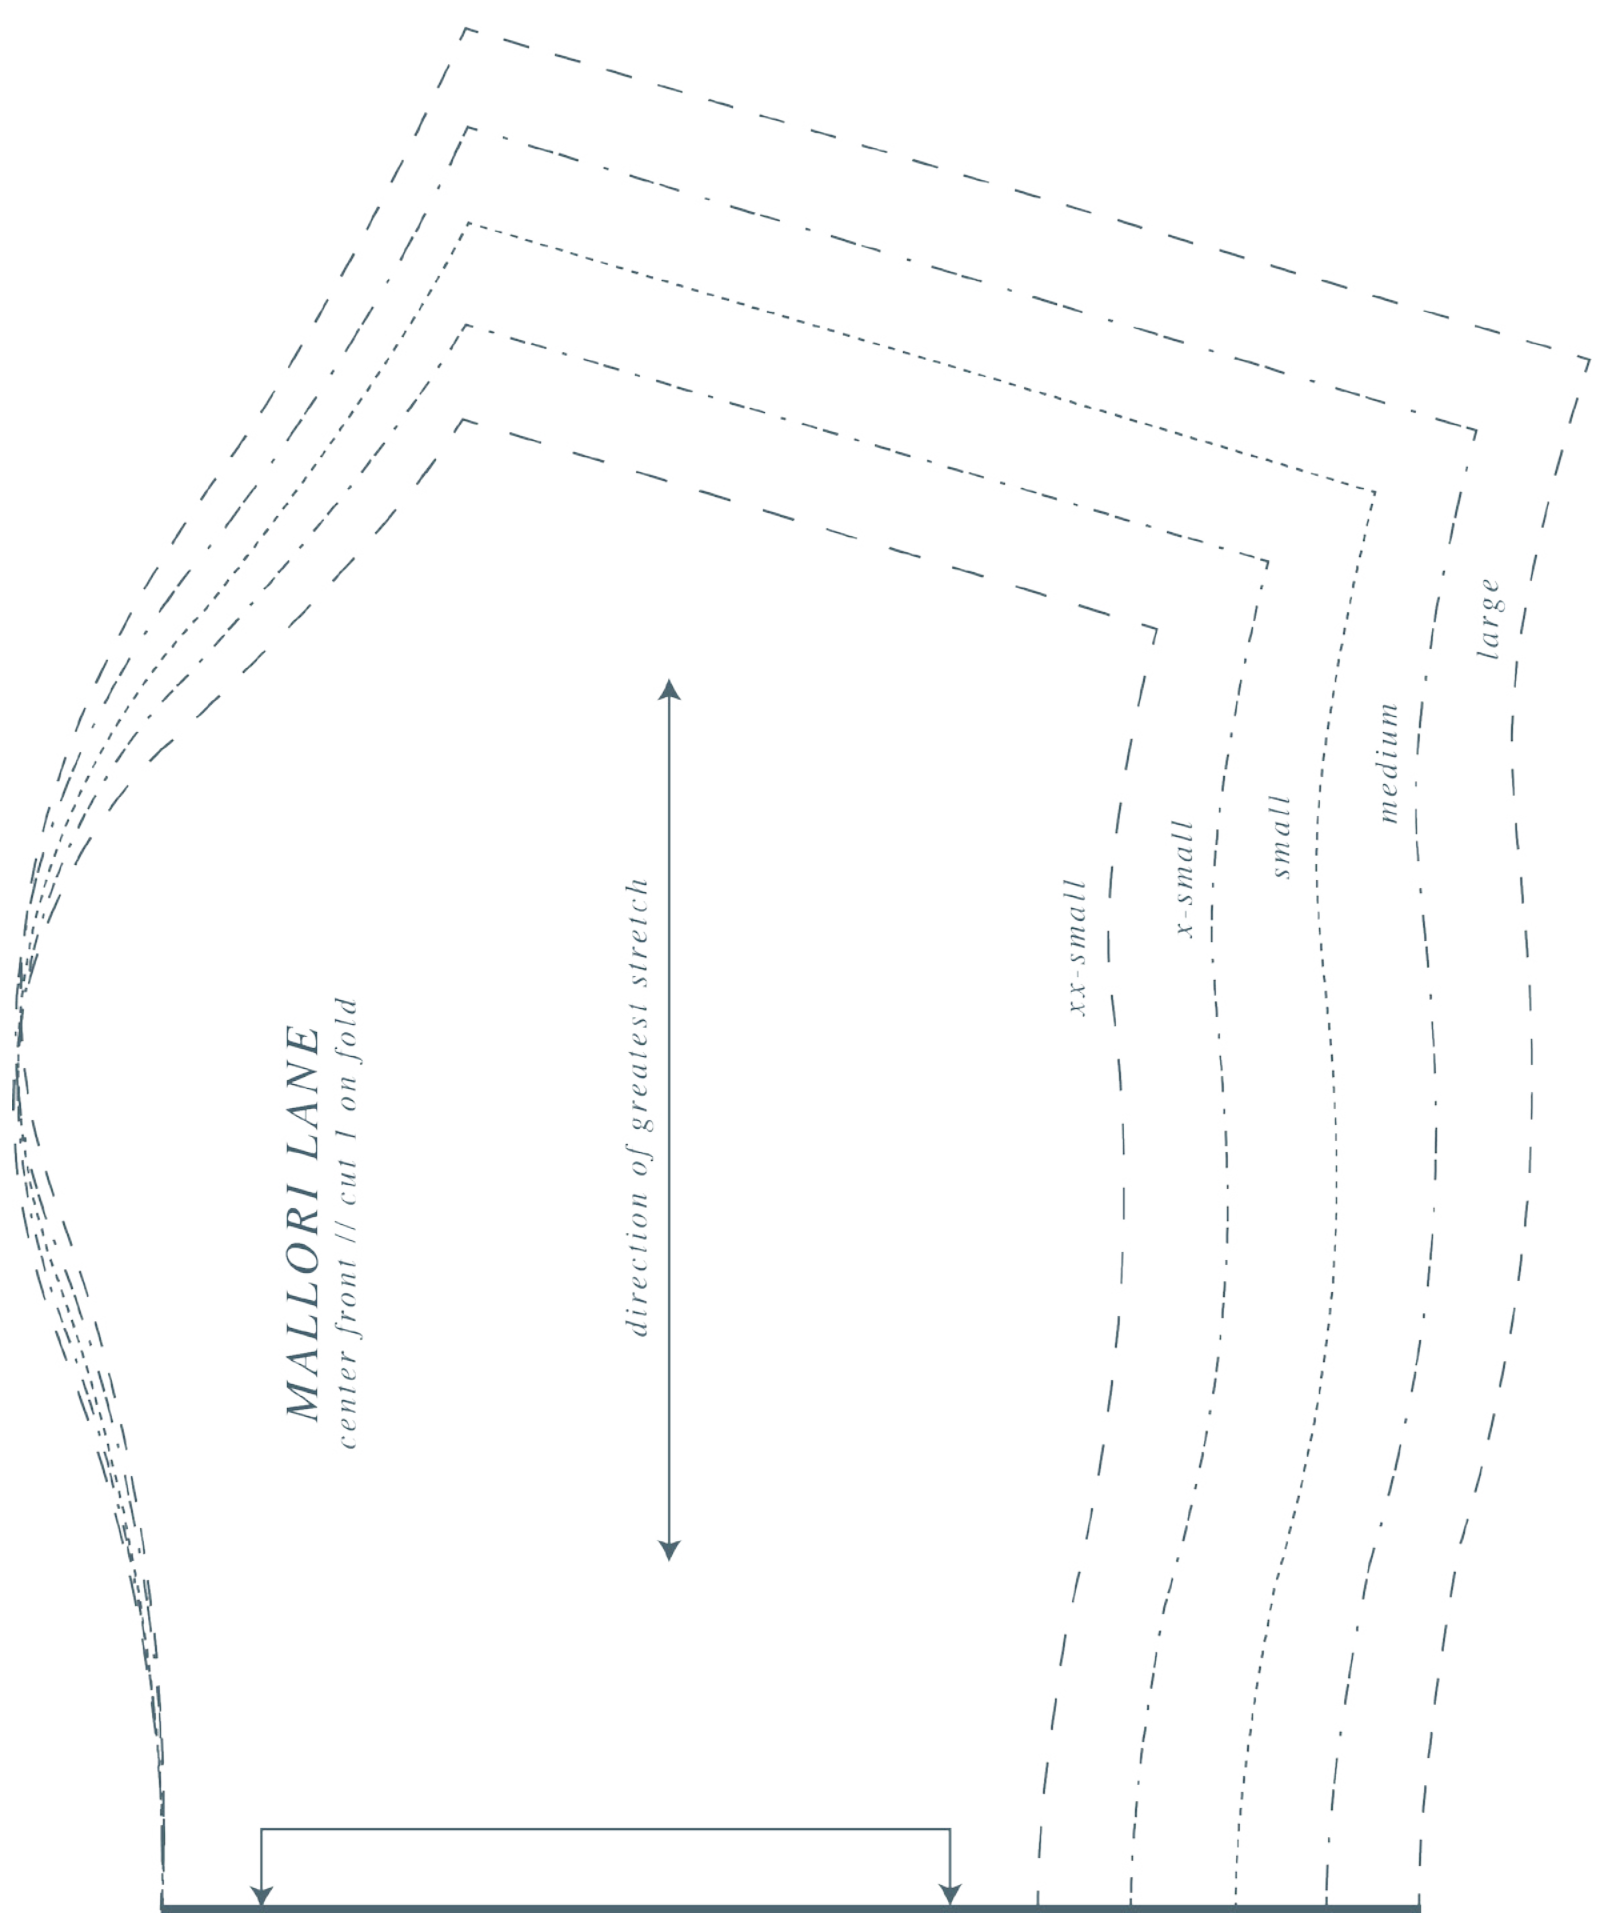 MALLORI LANE
center front // cut 1 on fold
direction of greatest stretch
xx-small
x-small
small
medium
large